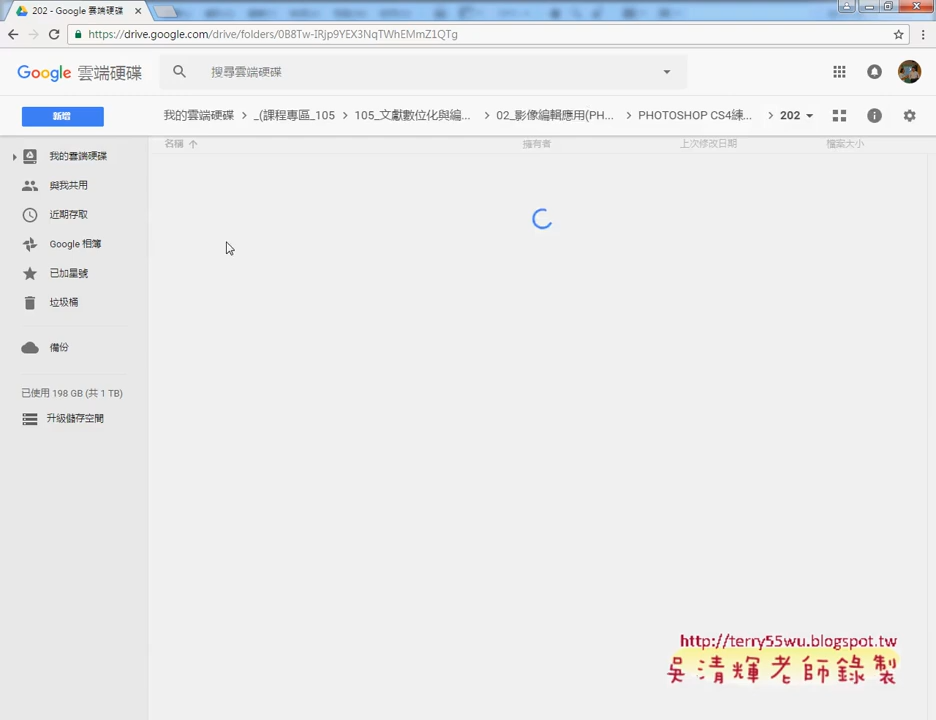 202 - Google 雲端硬碟
https://drive.google.com/drive/folders/0B8Tw-IRjp9YEX3NqTWhEMmZ1QTg
Google 雲端硬碟
搜尋雲端硬碟
新增
我的雲端硬碟 > _(課程專區_105 > 105_文獻數位化與編... > 02_影像編輯應用(PH... > PHOTOSHOP CS4練... > 202
名稱 擁有者 上次修改日期 檔案大小
我的雲端硬碟
與我共用
近期存取
Google 相簿
已加星號
垃圾桶
備份
已使用 198 GB (共 1 TB)
升級儲存空間
http://terry55wu.blogspot.tw
吳清輝老師錄製